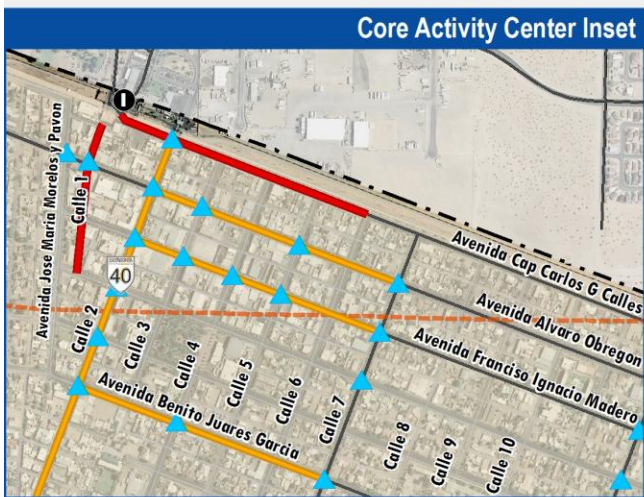 Core Activity Center Inset
Avenida Jose Maria Morelos y Pavon
Calle 1
Avenida Cap Carlos G Calles
40
Avenida Alvaro Obregon
Calle 2
Calle 3
Avenida Franciso Ignacio Madero
Calle 4
Calle 5
Calle 6
Calle 7
Avenida Benito Juares Garcia
Calle 8
Calle 9
Calle 10